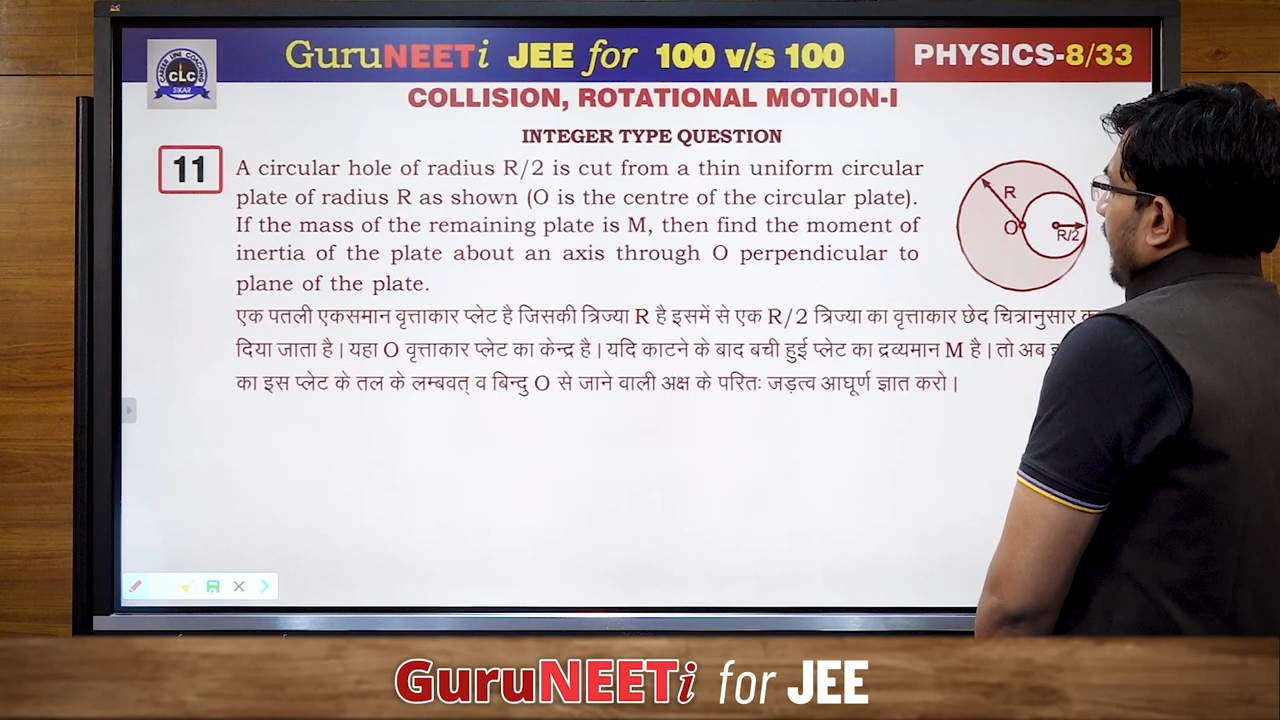 GuruNEETi JEE for 100 v/s 100
PHYSICS-8/33
CAREER LINE COACHING
CLC
SIKAR
COLLISION, ROTATIONAL MOTION-I
INTEGER TYPE QUESTION
11
A circular hole of radius R/2 is cut from a thin uniform circular
plate of radius R as shown (O is the centre of the circular plate).
If the mass of the remaining plate is M, then find the moment of
inertia of the plate about an axis through O perpendicular to
plane of the plate.
R
O
R/2
एक पतली एकसमान वृत्ताकार प्लेट है जिसकी त्रिज्या R है इसमें से एक R/2 त्रिज्या का वृत्ताकार छेद चित्रानुसार
दिया जाता है। यहा O वृत्ताकार प्लेट का केन्द्र है। यदि काटने के बाद बची हुई प्लेट का द्रव्यमान M है। तो अब
का इस प्लेट के तल के लम्बवत् व बिन्दु O से जाने वाली अक्ष के परितः जड़त्व आघूर्ण ज्ञात करो।
GuruNEETi for JEE